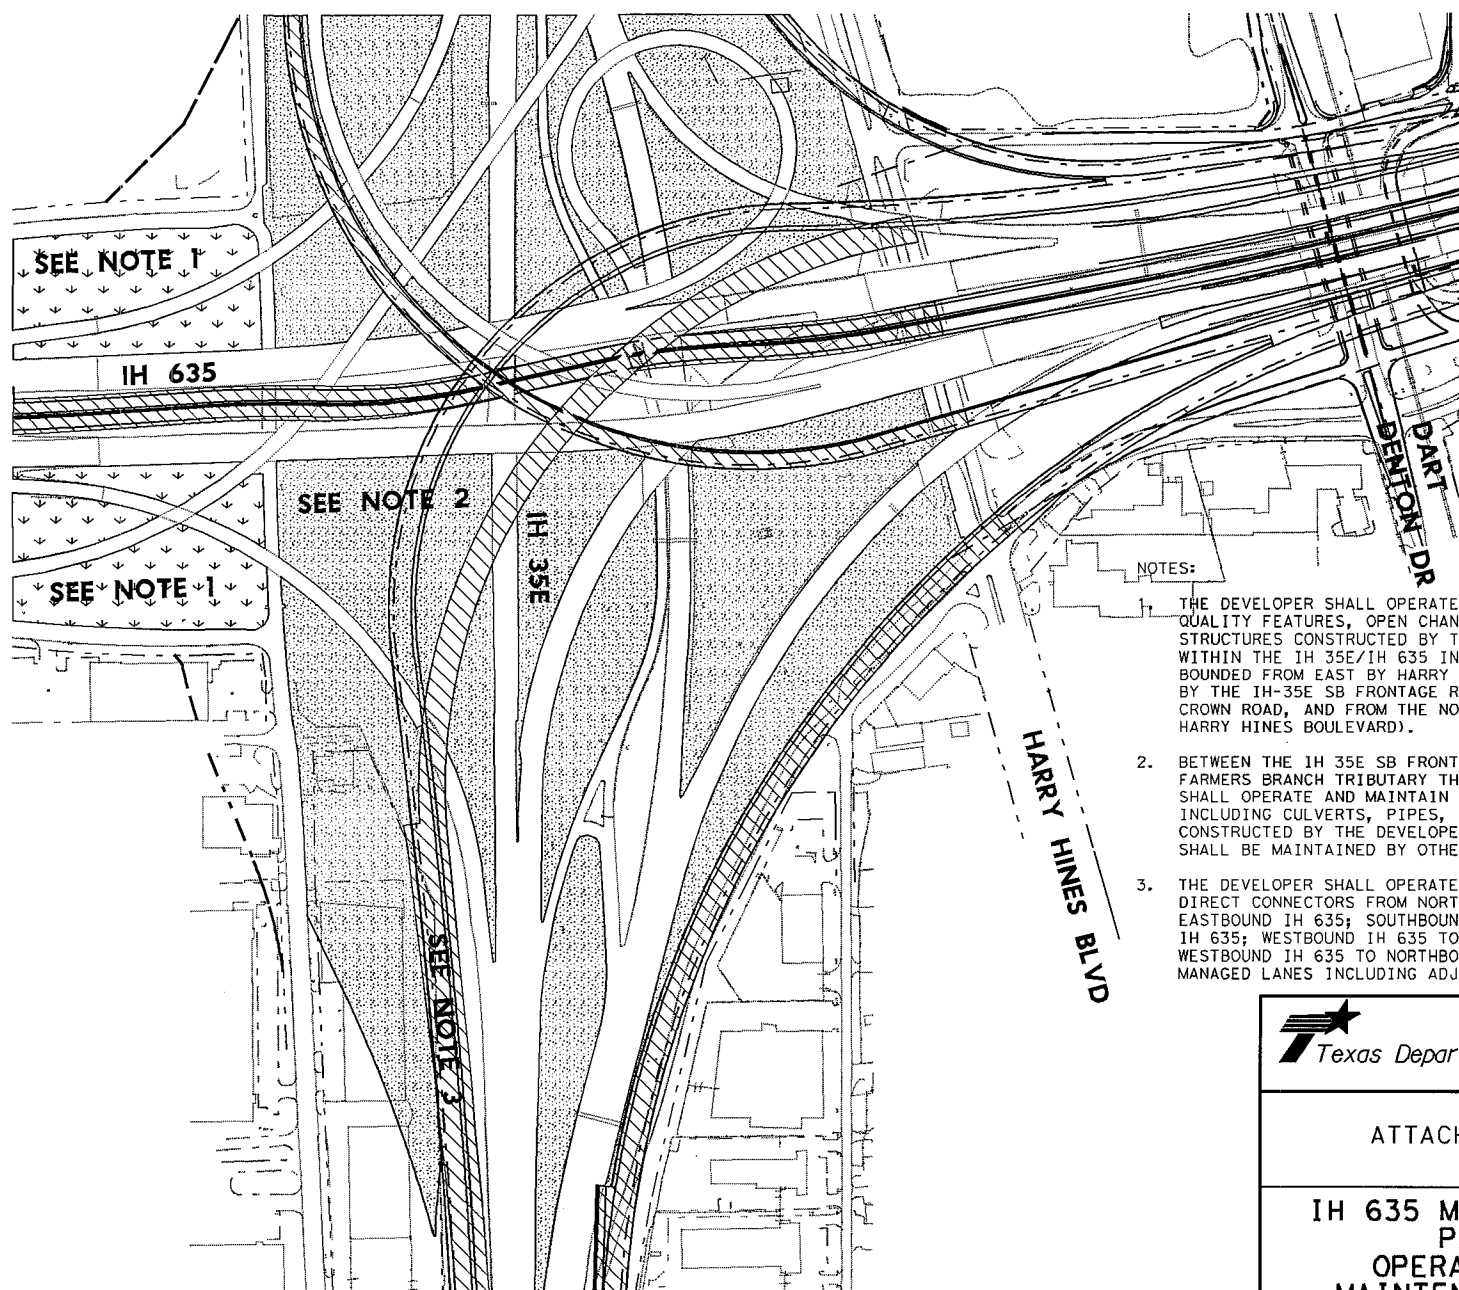 SEE NOTE 1
IH 635
SEE NOTE 2
IH 35E
SEE NOTE 1
SEE NOTE 3
DART
DENTON DR
HARRY HINES BLVD
NOTES:
1. THE DEVELOPER SHALL OPERATE
QUALITY FEATURES, OPEN CHAN
STRUCTURES CONSTRUCTED BY T
WITHIN THE IH 35E/IH 635 IN
BOUNDED FROM EAST BY HARRY
BY THE IH-35E SB FRONTAGE R
CROWN ROAD, AND FROM THE NO
HARRY HINES BOULEVARD).
2. BETWEEN THE IH 35E SB FRONT
FARMERS BRANCH TRIBUTARY TH
SHALL OPERATE AND MAINTAIN
INCLUDING CULVERTS, PIPES,
CONSTRUCTED BY THE DEVELOPE
SHALL BE MAINTAINED BY OTHE
3. THE DEVELOPER SHALL OPERATE
DIRECT CONNECTORS FROM NORT
EASTBOUND IH 635; SOUTHBOUN
IH 635; WESTBOUND IH 635 TO
WESTBOUND IH 635 TO NORTHBO
MANAGED LANES INCLUDING ADJ
Texas Depar
ATTACH
IH 635 M
P
OPERA
MAINTEN